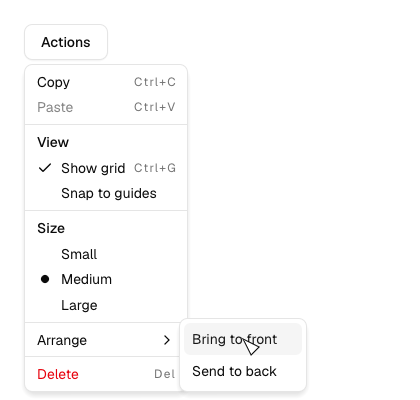 Actions
Copy Ctrl+C
Paste Ctrl+V
View
Show grid Ctrl+G
Snap to guides
Size
Small
Medium
Large
Arrange
Bring to front
Send to back
Delete Del